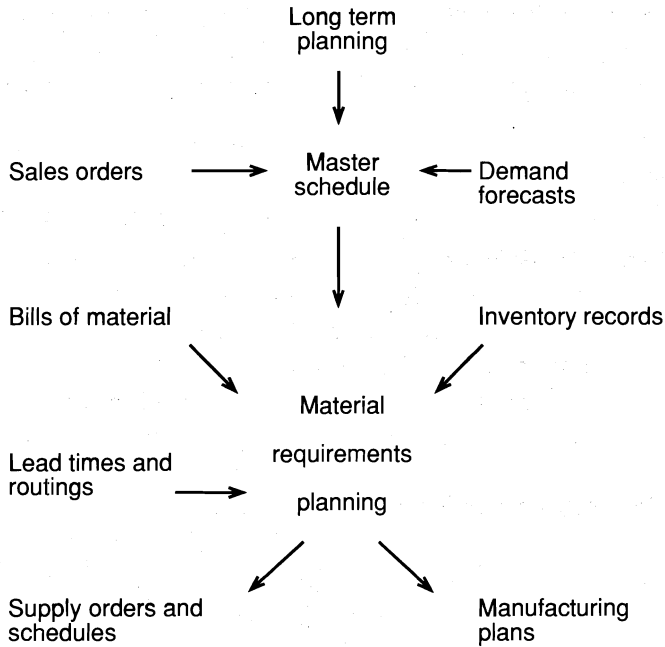 Long term
planning
Sales orders
Master
schedule
Demand
forecasts
Bills of material
Inventory records
Material
requirements
planning
Lead times and
routings
Supply orders and
schedules
Manufacturing
plans